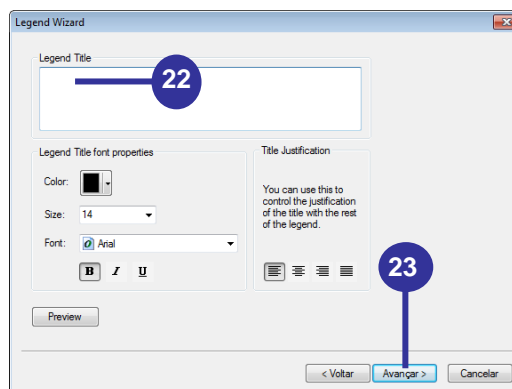 Legend Wizard
Legend Title
22
Legend Title font properties
Title Justification
Color:
You can use this to
control the justification
of the title with the rest
of the legend.
Size: 14
Font: Arial
B I U
23
Preview
< Voltar Avançar > Cancelar